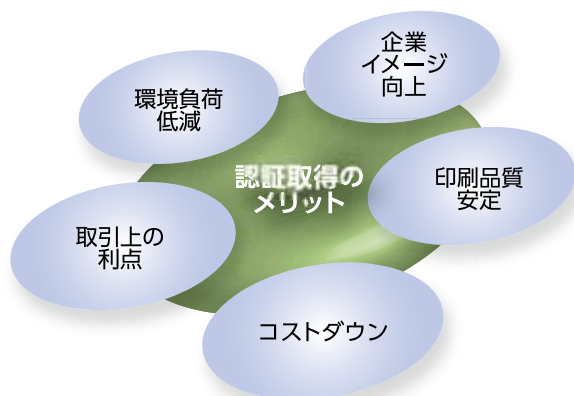 企業
イメージ
向上
環境負荷
低減
認証取得の
メリット
印刷品質
安定
取引上の
利点
コストダウン